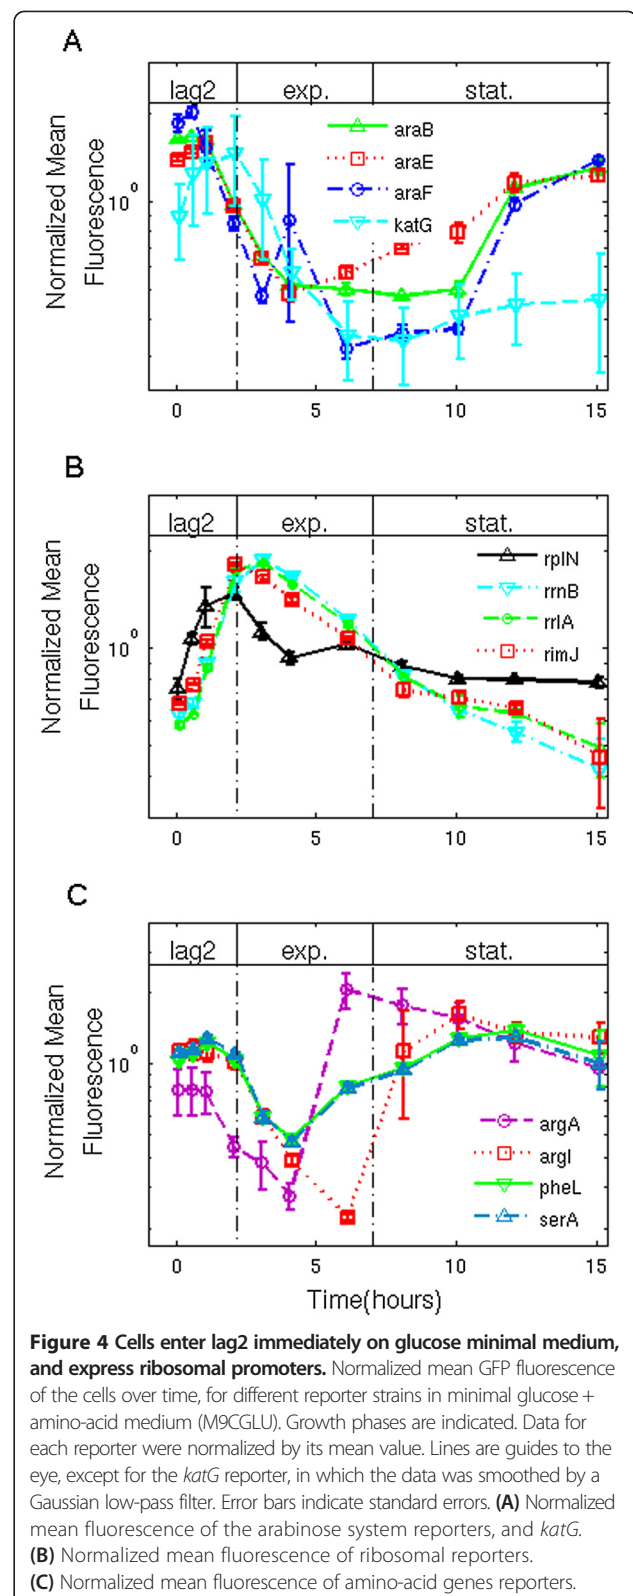 A
lag2 exp. stat.
araB
araE
araF
katG
10^0
Normalized Mean
Fluorescence
0 5 10 15
B
lag2 exp. stat.
rplN
rrnB
rrlA
rimJ
10^0
Normalized Mean
Fluorescence
0 5 10 15
C
lag2 exp. stat.
10^0
Normalized Mean
Fluorescence
argA
argI
pheL
serA
0 5 10 15
Time(hours)
Figure 4 Cells enter lag2 immediately on glucose minimal medium,
and express ribosomal promoters. Normalized mean GFP fluorescence
of the cells over time, for different reporter strains in minimal glucose +
amino-acid medium (M9CGLU). Growth phases are indicated. Data for
each reporter were normalized by its mean value. Lines are guides to the
eye, except for the katG reporter, in which the data was smoothed by a
Gaussian low-pass filter. Error bars indicate standard errors. (A) Normalized
mean fluorescence of the arabinose system reporters, and katG.
(B) Normalized mean fluorescence of ribosomal reporters.
(C) Normalized mean fluorescence of amino-acid genes reporters.